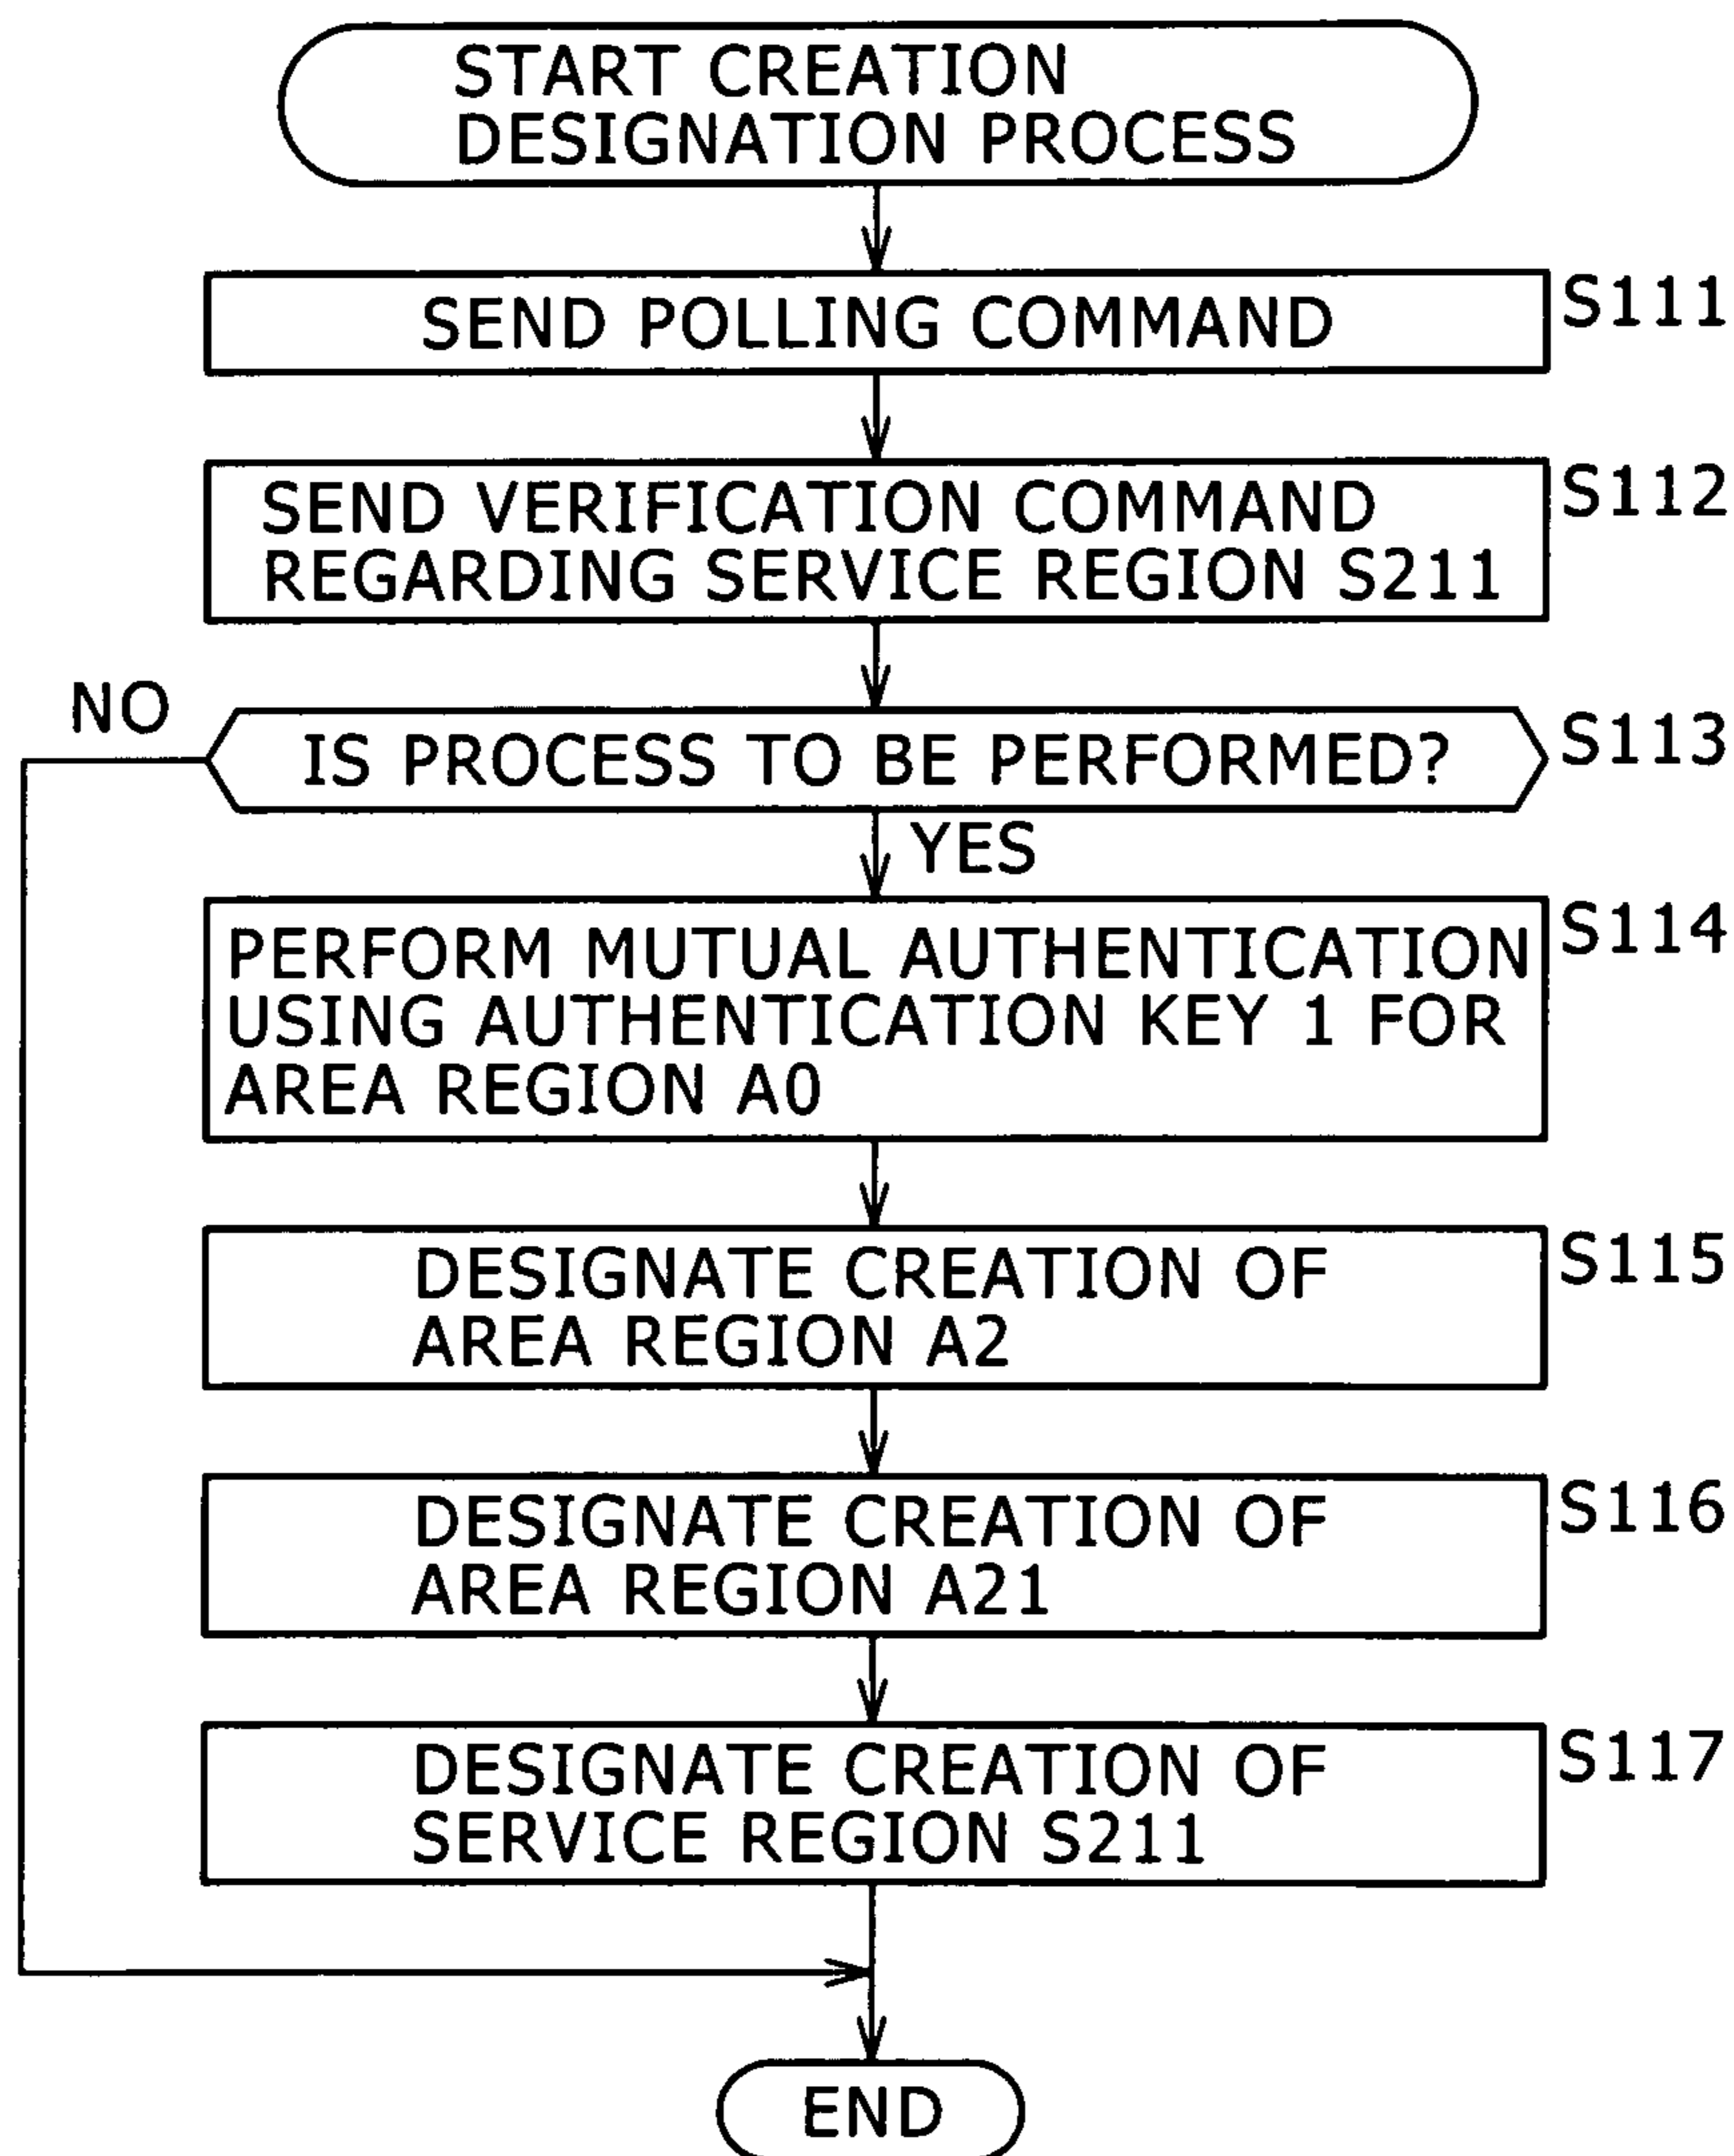 START CREATION
DESIGNATION PROCESS
SEND POLLING COMMAND
S111
SEND VERIFICATION COMMAND
REGARDING SERVICE REGION S211
S112
NO
IS PROCESS TO BE PERFORMED?
S113
YES
PERFORM MUTUAL AUTHENTICATION
USING AUTHENTICATION KEY 1 FOR
AREA REGION A0
S114
DESIGNATE CREATION OF
AREA REGION A2
S115
DESIGNATE CREATION OF
AREA REGION A21
S116
DESIGNATE CREATION OF
SERVICE REGION S211
S117
END